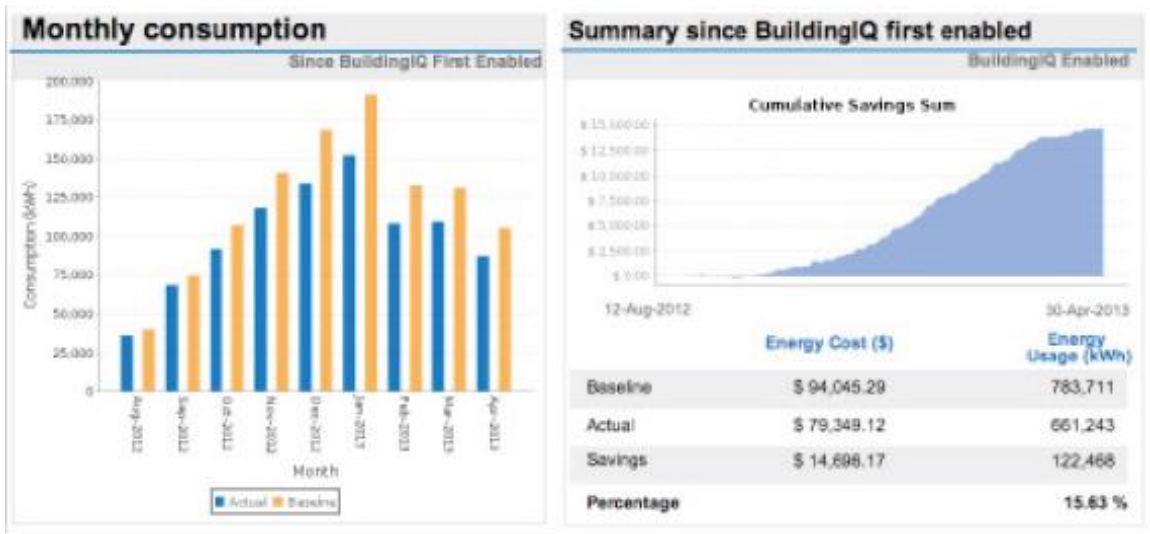 Monthly consumption
Since BuildingIQ First Enabled
200,000
175,000
150,000
125,000
100,000
75,000
50,000
25,000
0
Consumption (kWh)
Aug-2012
Sep-2012
Oct-2012
Nov-2012
Dec-2012
Jan-2013
Feb-2013
Mar-2013
Apr-2013
Month
Actual Baseline
Summary since BuildingIQ first enabled
BuildingIQ Enabled
Cumulative Savings Sum
$ 15,000.00
$ 12,500.00
$ 10,000.00
$ 7,500.00
$ 5,000.00
$ 2,500.00
$ 0.00
12-Aug-2012 30-Apr-2013
Energy Cost ($) Energy
Usage (kWh)
Baseline $ 94,045.29 783,711
Actual $ 79,349.12 661,243
Savings $ 14,696.17 122,468
Percentage 15.63 %